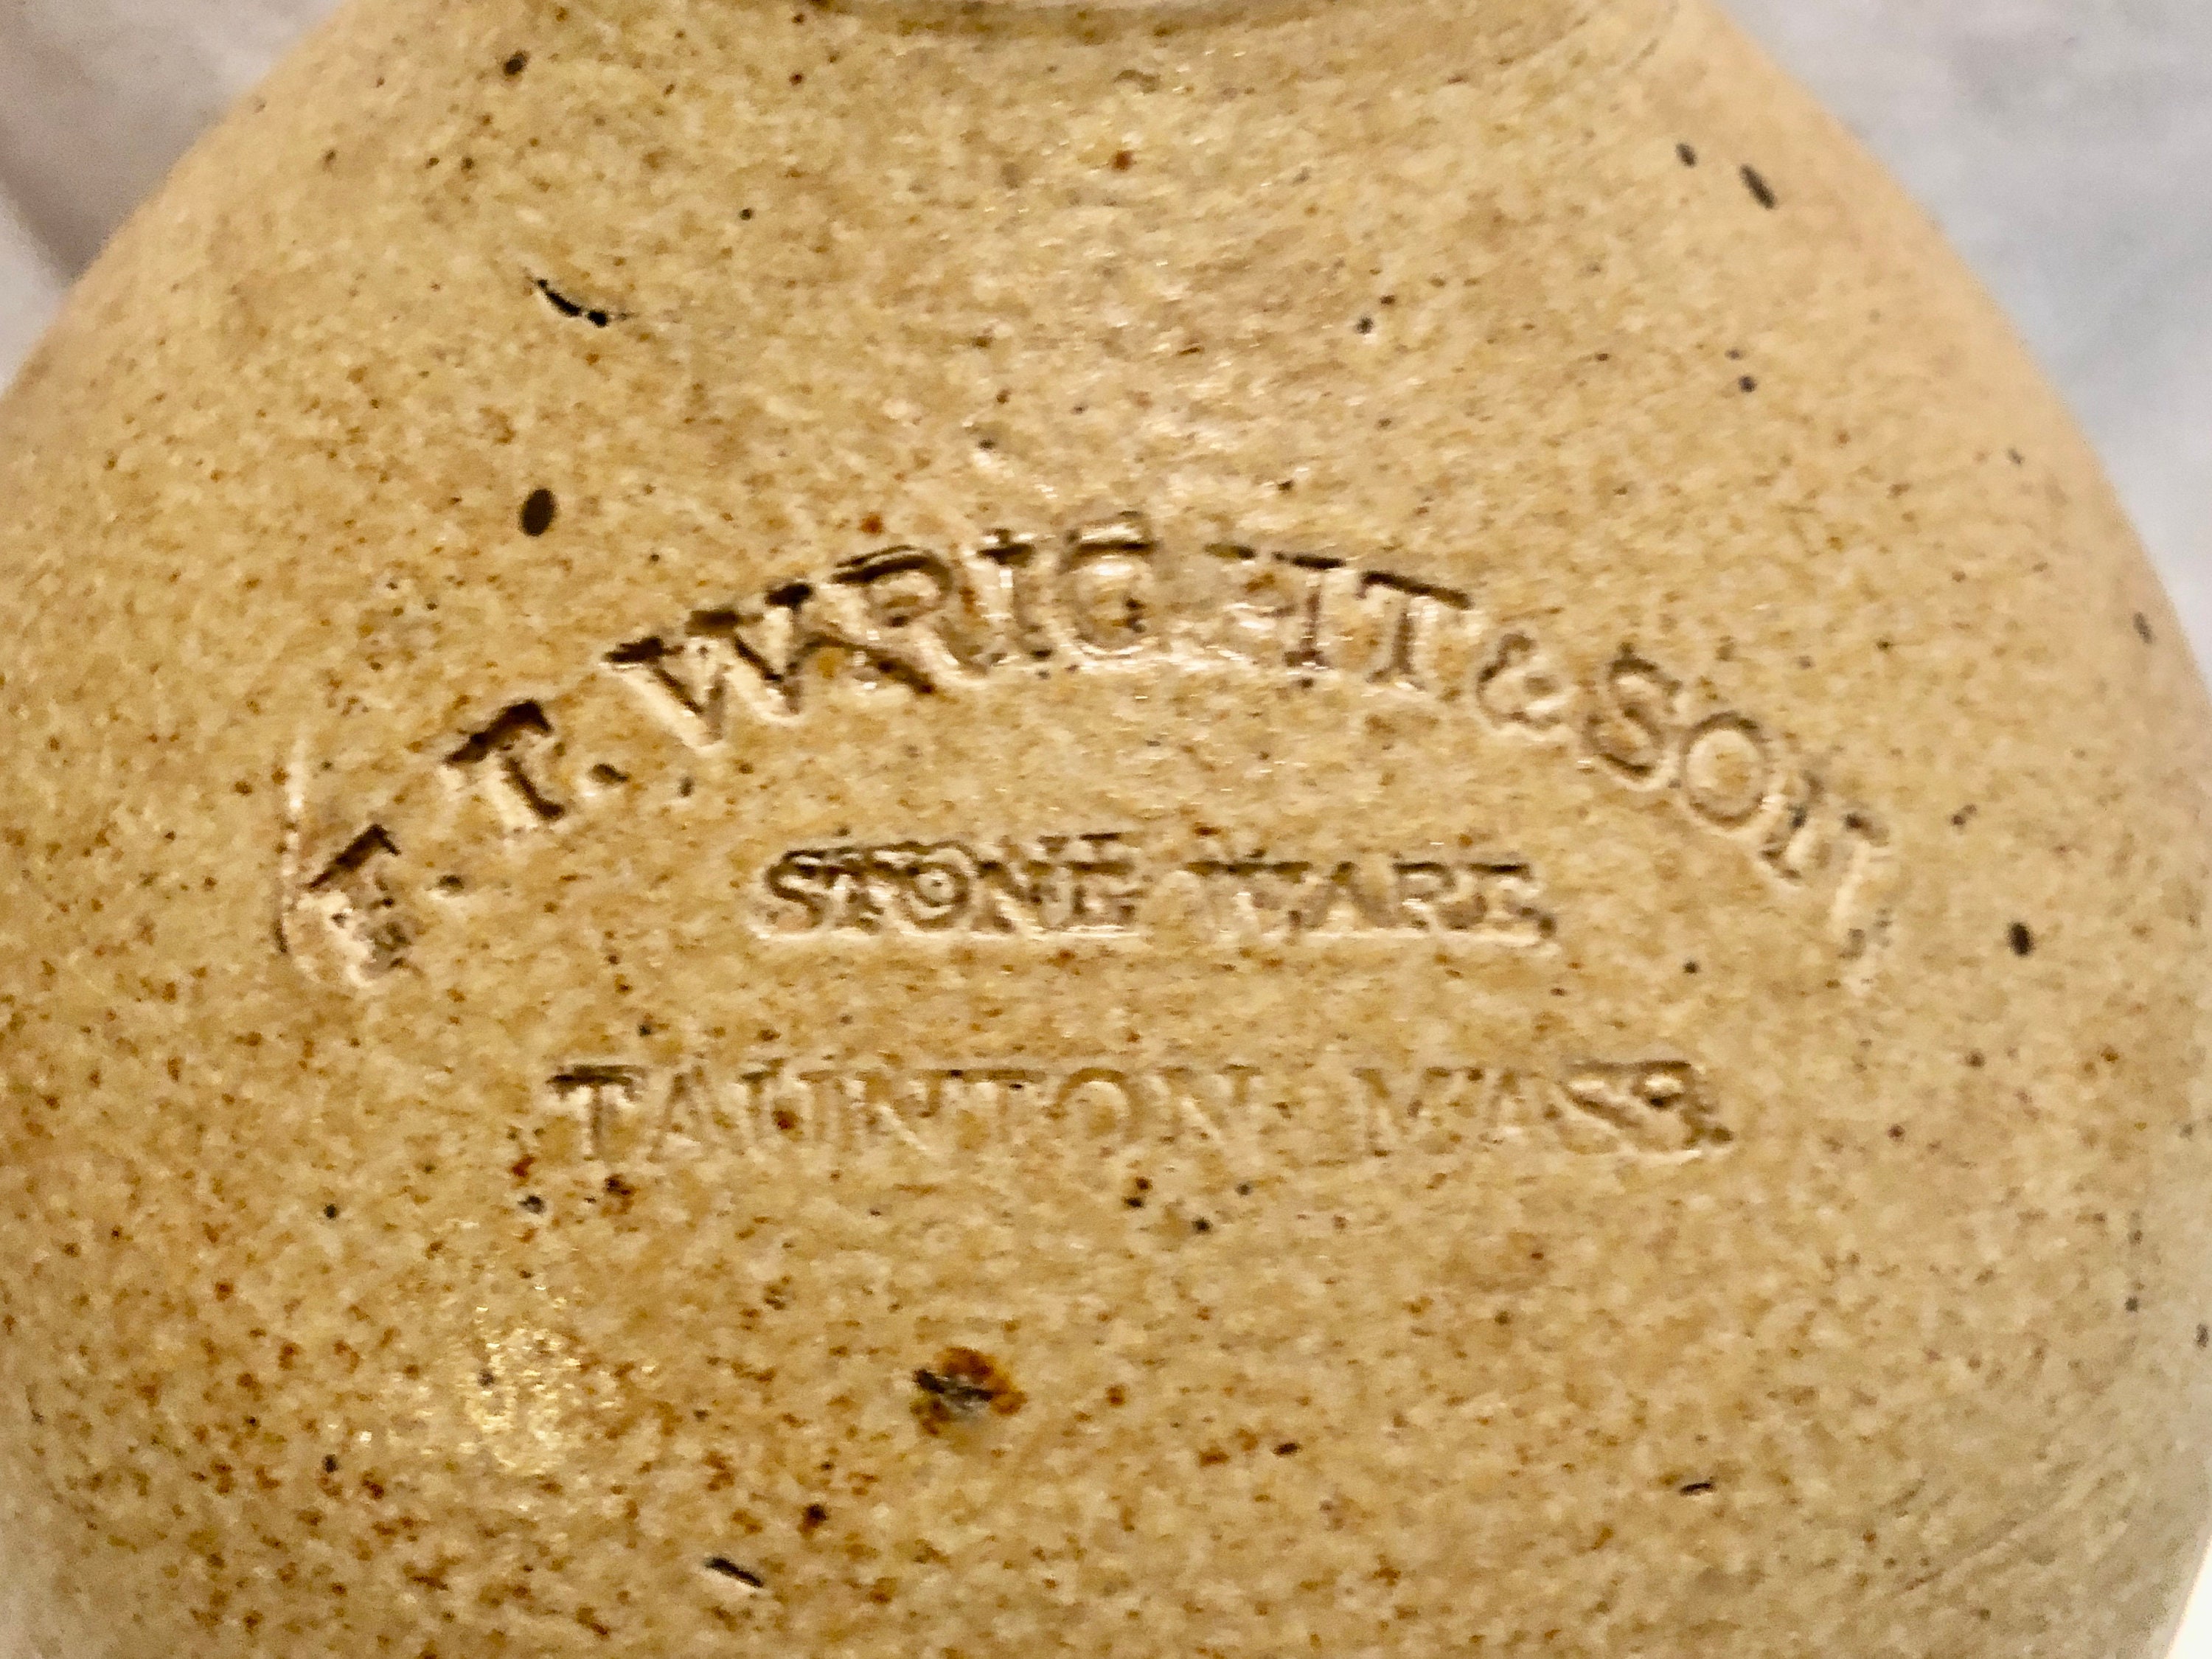 F. T. WRIGHT & SON
STONE WARE
TAUNTON MASS.